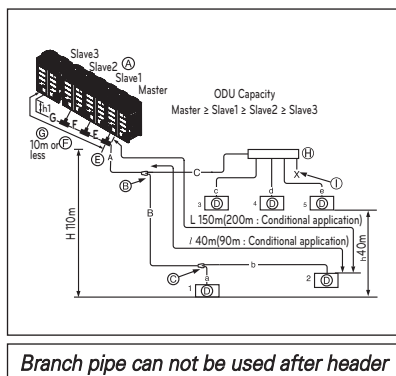 Slave3
Slave2 Ⓐ
Slave1
Master
ODU Capacity
Master ≥ Slave1 ≥ Slave2 ≥ Slave3
h1
G
F
E
Ⓖ Ⓕ
10m or
less
Ⓔ
A
C
Ⓗ
X
Ⓘ
Ⓑ
c
d
e
3 Ⓓ
4 Ⓓ
5 Ⓓ
B
H 110m
L 150m(200m : Conditional application)
l 40m(90m : Conditional application)
h 40m
Ⓒ
b
a
1 Ⓓ
2 Ⓓ
Branch pipe can not be used after header